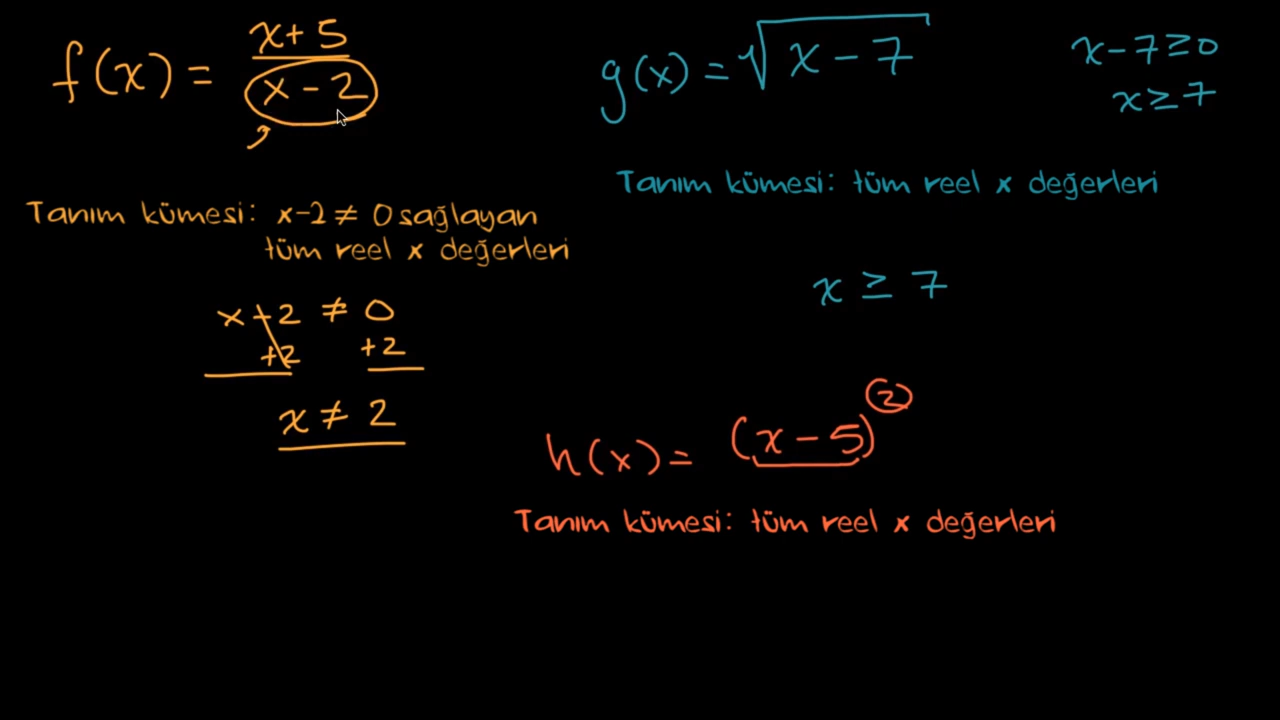 f(x) = x+5 / x-2
Tanım kümesi: x-2 ≠ 0 sağlayan
tüm reel x değerleri
x-2 ≠ 0
+2 +2
x ≠ 2
g(x) = √x-7
x-7≥0
x≥7
Tanım kümesi: tüm reel x değerleri
x ≥ 7
h(x) = (x-5)²
Tanım kümesi: tüm reel x değerleri